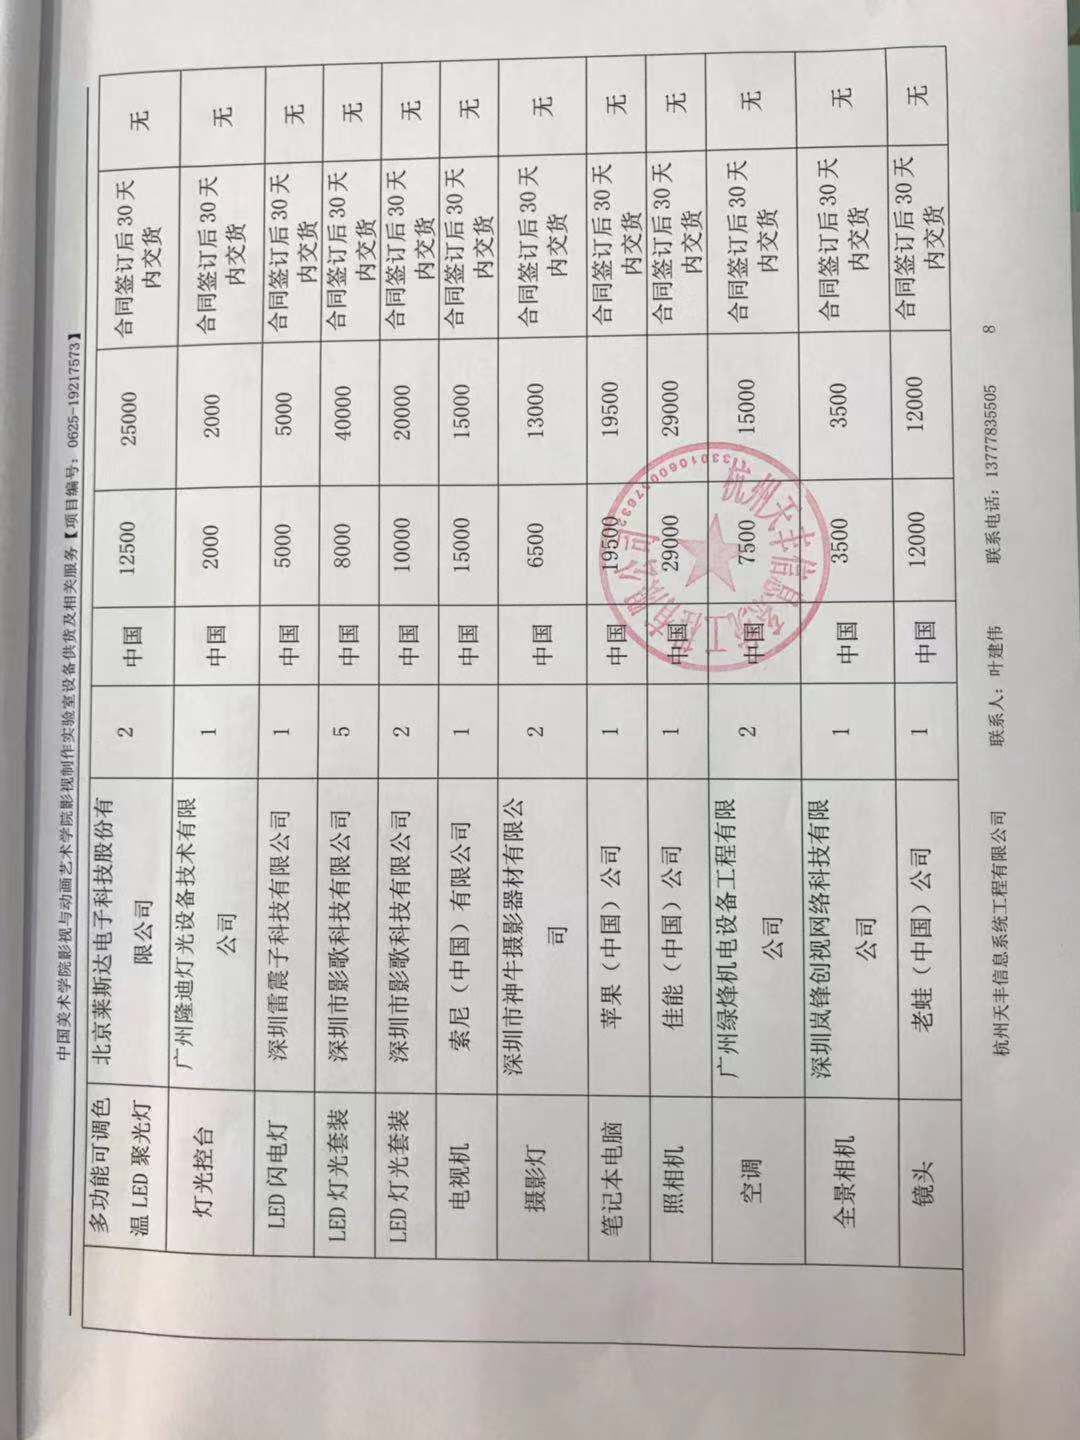 中国美术学院影视与动画艺术学院影视制作实验室设备供货及相关服务【项目编号：0625-19217573】
多功能可调色 北京莱斯达电子科技股份有 2 中国 12500 25000 合同签订后30天 无
温LED聚光灯 限公司 内交货
灯光控台 广州隆迪灯光设备技术有限 1 中国 2000 2000 合同签订后30天 无
公司 内交货
LED闪电灯 深圳雷震子科技有限公司 1 中国 5000 5000 合同签订后30天 无
内交货
LED灯光套装 深圳市影歌科技有限公司 5 中国 8000 40000 合同签订后30天 无
内交货
LED灯光套装 深圳市影歌科技有限公司 2 中国 10000 20000 合同签订后30天 无
内交货
电视机 索尼（中国）有限公司 1 中国 15000 15000 合同签订后30天 无
内交货
摄影灯 深圳市神牛摄影器材有限公 2 中国 6500 13000 合同签订后30天 无
司 内交货
笔记本电脑 苹果（中国）公司 1 中国 19500 19500 合同签订后30天 无
内交货
照相机 佳能（中国）公司 1 中国 29000 29000 合同签订后30天 无
内交货
空调 广州绿烽机电设备工程有限 2 中国 7500 15000 合同签订后30天 无
公司 内交货
全景相机 深圳岚锋创视网络科技有限 1 中国 3500 3500 合同签订后30天 无
公司 内交货
镜头 老蛙（中国）公司 1 中国 12000 12000 合同签订后30天 无
内交货
杭州天丰信息系统工程有限公司
杭州天丰信息系统工程有限公司 联系人：叶建伟 联系电话：13777835505 8